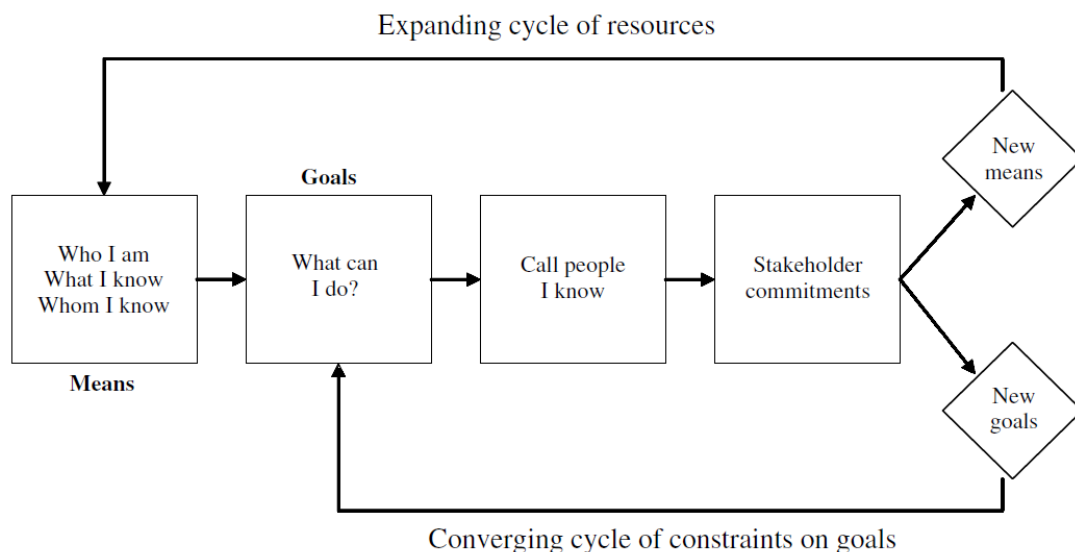 Expanding cycle of resources
New
means
Goals
Who I am
What I know
Whom I know
What can
I do?
Call people
I know
Stakeholder
commitments
Means
New
goals
Converging cycle of constraints on goals